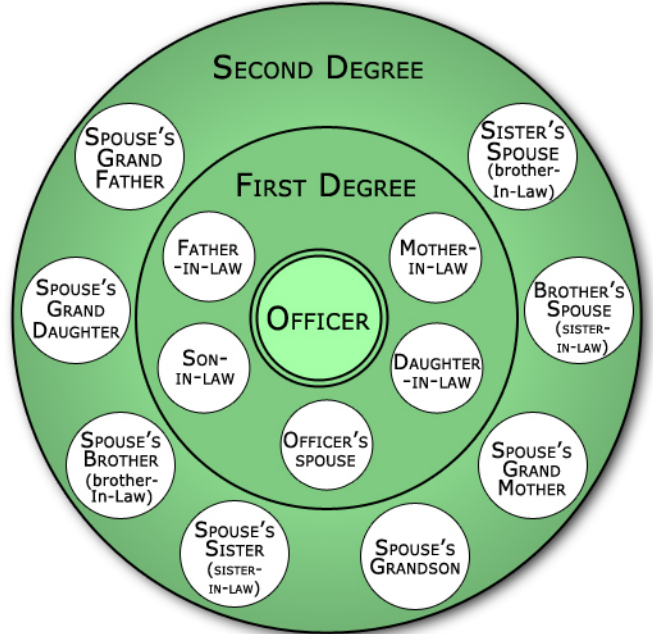 SECOND DEGREE
SPOUSE'S
GRAND
FATHER
SISTER'S
SPOUSE
(brother-
In-Law)
FIRST DEGREE
FATHER
-IN-LAW
MOTHER-
IN-LAW
SPOUSE'S
GRAND
DAUGHTER
OFFICER
BROTHER'S
SPOUSE
(SISTER-
IN-LAW)
SON-
IN-LAW
DAUGHTER
-IN-LAW
OFFICER'S
SPOUSE
SPOUSE'S
BROTHER
(brother-
In-Law)
SPOUSE'S
GRAND
MOTHER
SPOUSE'S
SISTER
(SISTER-
IN-LAW)
SPOUSE'S
GRANDSON